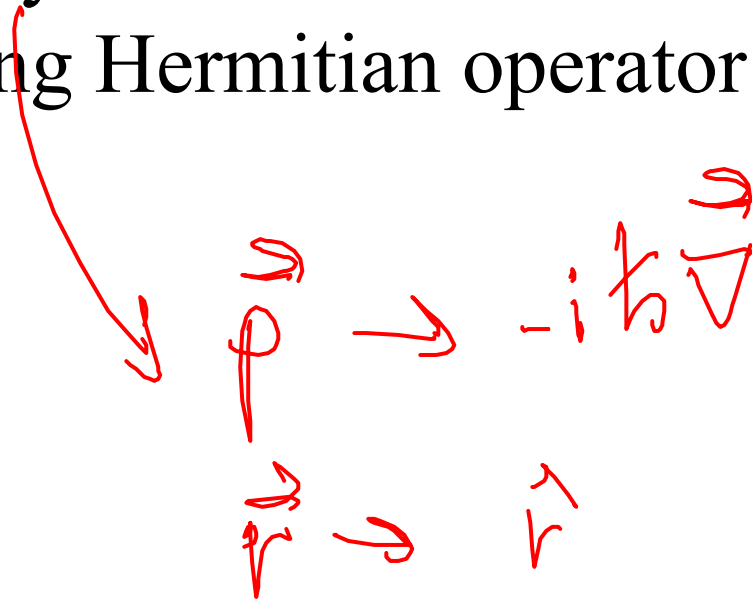 ng Hermitian operator
p⃗ → -iħ∇⃗
r⃗ → r̂